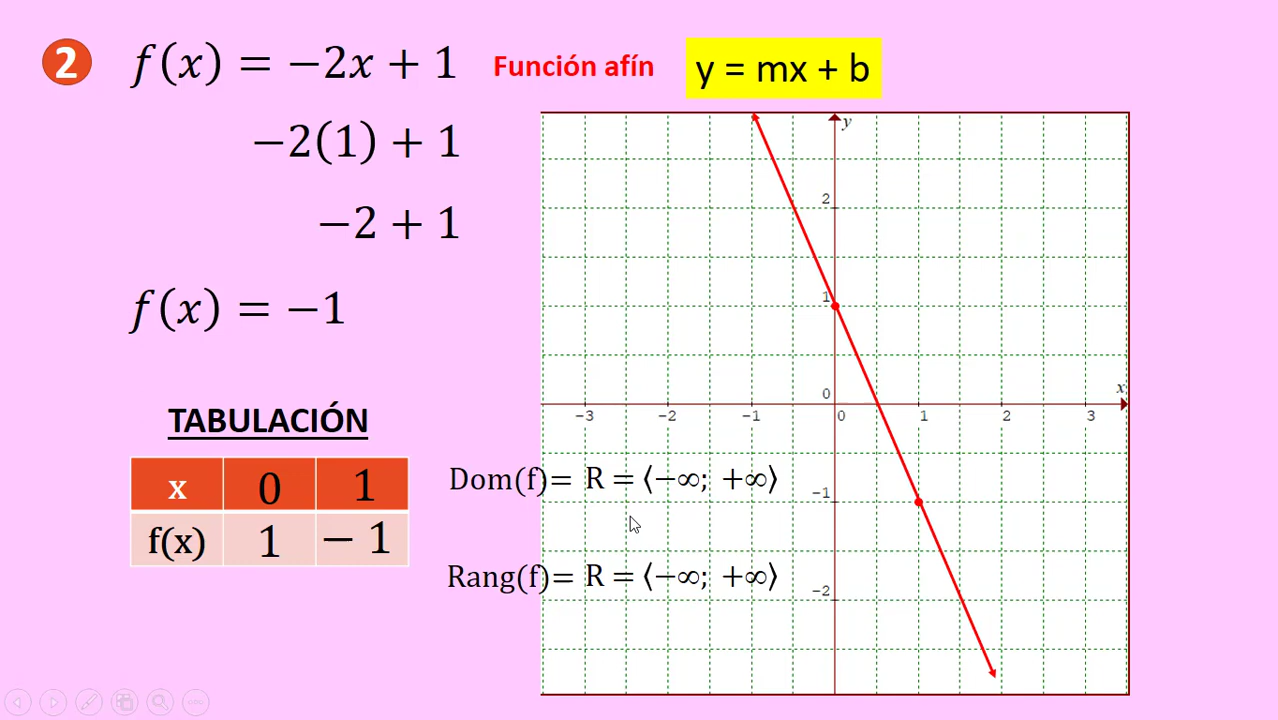 2 f(x) = −2x + 1 Función afín y = mx + b
−2(1) + 1
−2 + 1
f(x) = −1
TABULACIÓN
x 0 1
f(x) 1 −1
Dom(f)= R = ⟨−∞; +∞⟩
Rang(f)= R = ⟨−∞; +∞⟩
y
2
1
0
x
−3 −2 −1 0 1 2 3
−1
−2